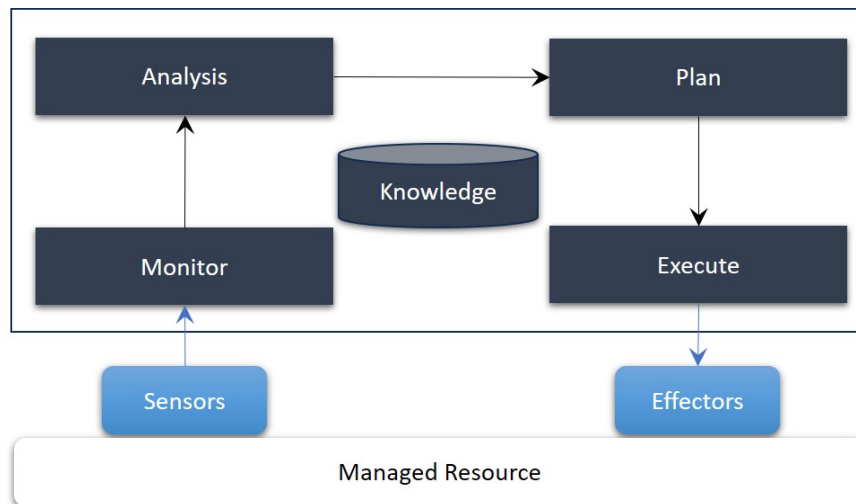 Analysis
Plan
Knowledge
Monitor
Execute
Sensors
Effectors
Managed Resource